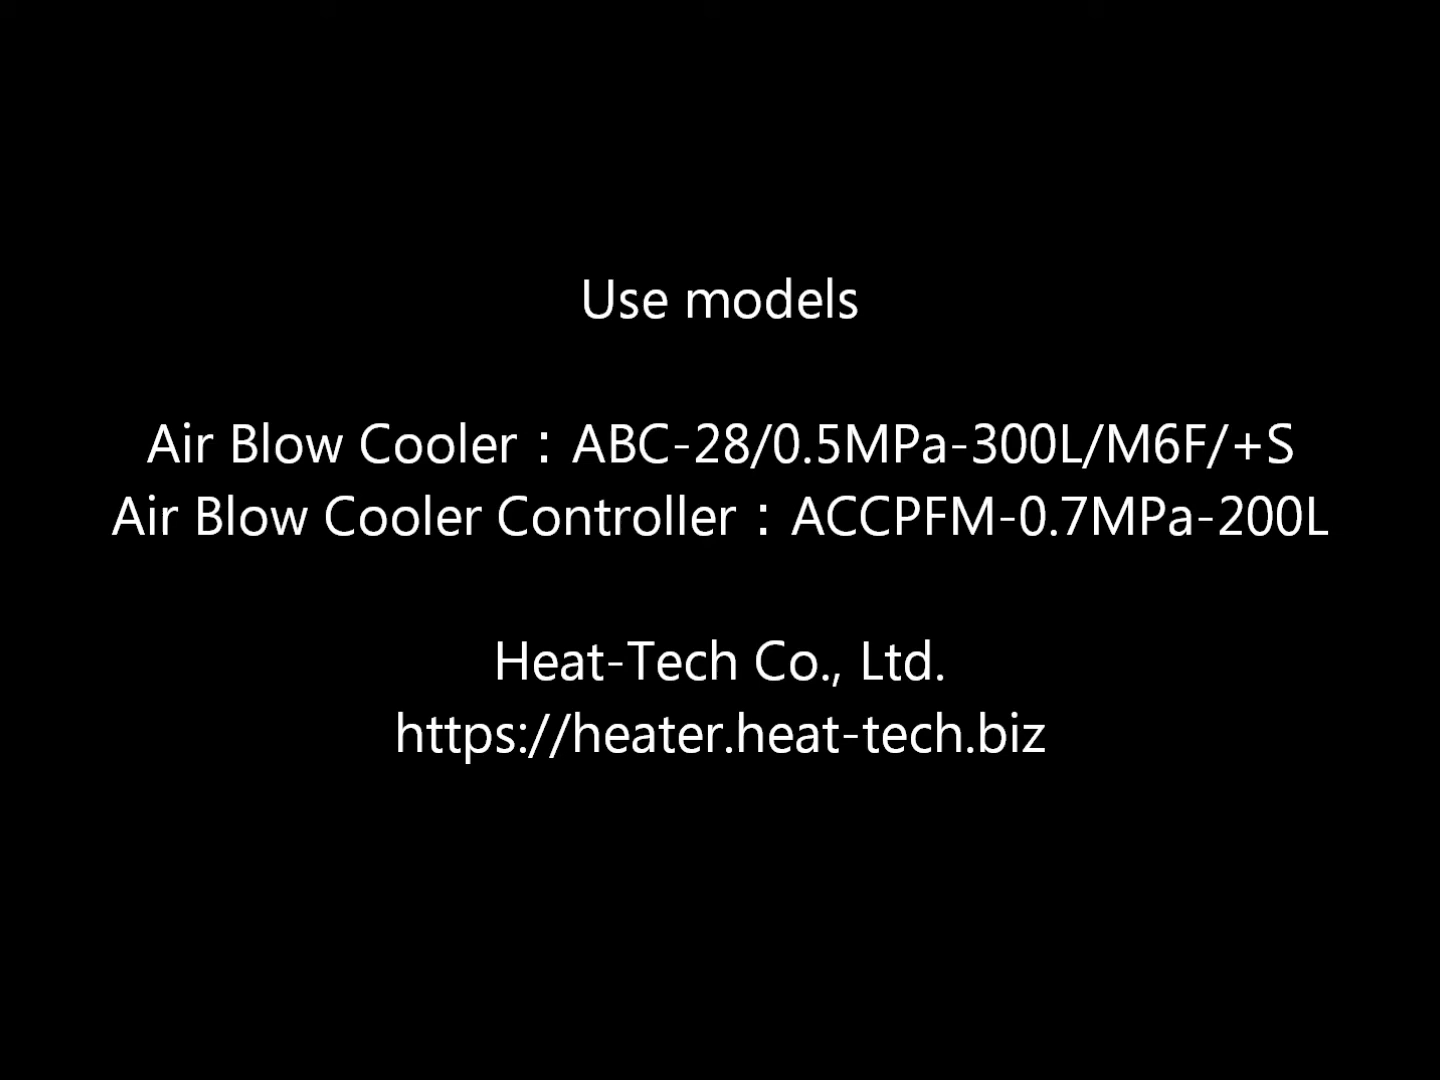 Use models
Air Blow Cooler：ABC-28/0.5MPa-300L/M6F/+S
Air Blow Cooler Controller：ACCPFM-0.7MPa-200L
Heat-Tech Co., Ltd.
https://heater.heat-tech.biz